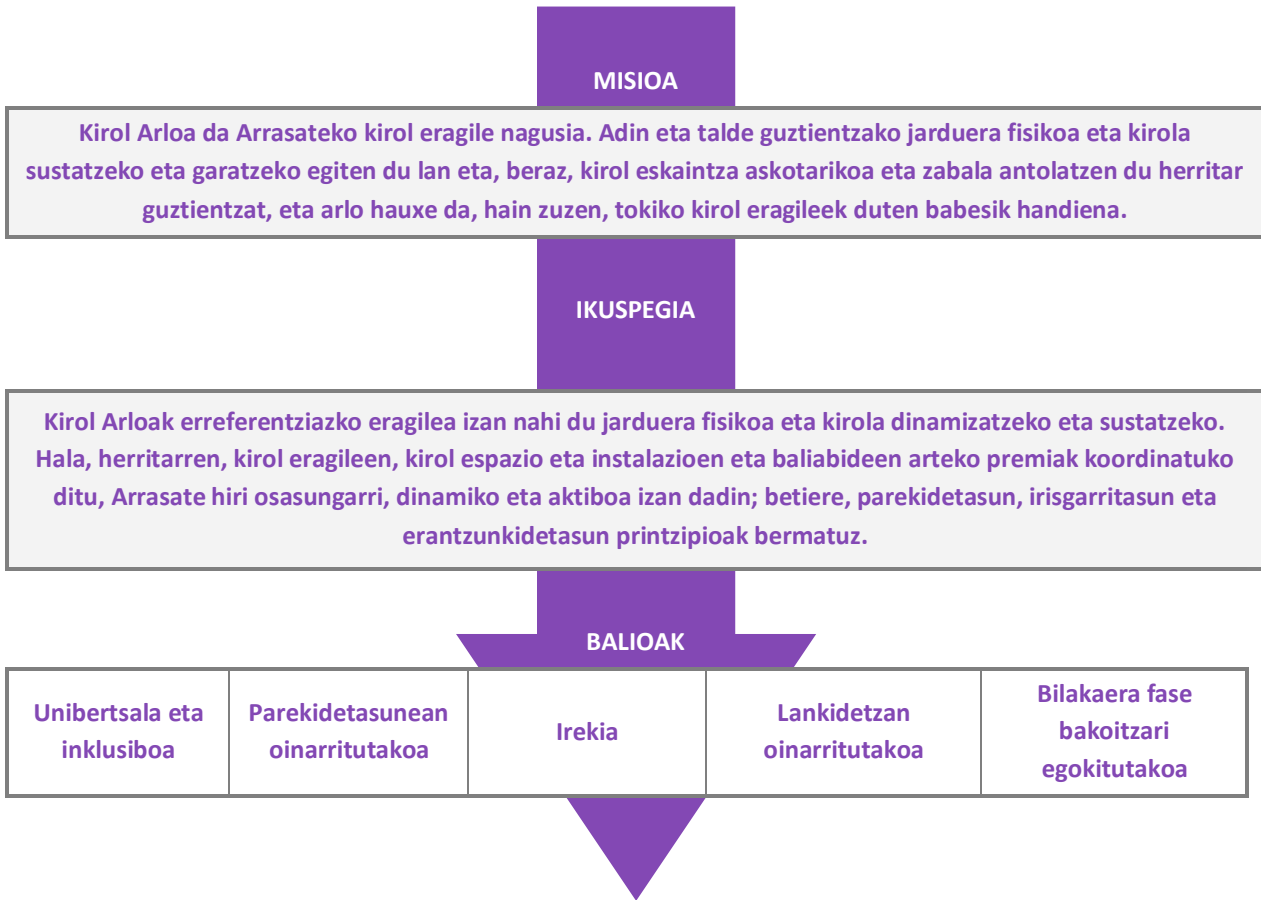 MISIOA
Kirol Arloa da Arrasateko kirol eragile nagusia. Adin eta talde guztientzako jarduera fisikoa eta kirola
sustatzeko eta garatzeko egiten du lan eta, beraz, kirol eskaintza askotarikoa eta zabala antolatzen du herritar
guztientzat, eta arlo hauxe da, hain zuzen, tokiko kirol eragileek duten babesik handiena.
IKUSPEGIA
Kirol Arloak erreferentziazko eragilea izan nahi du jarduera fisikoa eta kirola dinamizatzeko eta sustatzeko.
Hala, herritarren, kirol eragileen, kirol espazio eta instalazioen eta baliabideen arteko premiak koordinatuko
ditu, Arrasate hiri osasungarri, dinamiko eta aktiboa izan dadin; betiere, parekidetasun, irisgarritasun eta
erantzunkidetasun printzipioak bermatuz.
BALIOAK
Unibertsala eta
inklusiboa
Parekidetasunean
oinarritutakoa
Irekia
Lankidetzan
oinarritutakoa
Bilakaera fase
bakoitzari
egokitutakoa